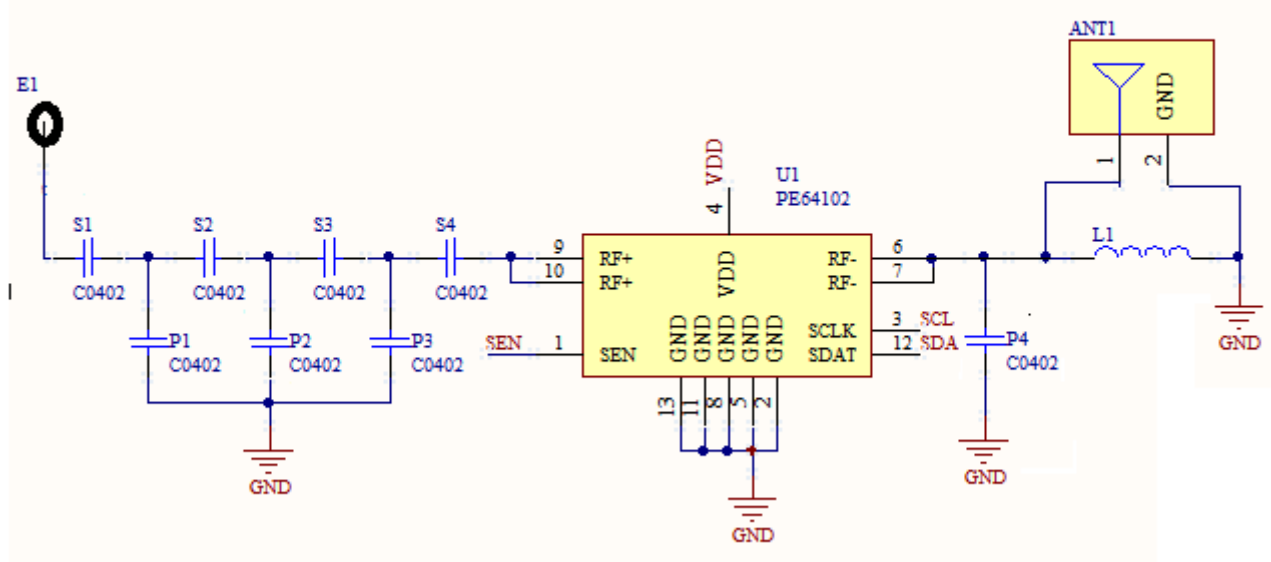 ANT1
E1
GND
1
2
VDD
4
U1
PE64102
S1
S2
S3
S4
L1
C0402
C0402
C0402
C0402
9
RF+
10
RF+
VDD
6
RF-
7
RF-
P1
C0402
P2
C0402
P3
C0402
SEN
1
SEN
GND
GND
GND
GND
GND
SCLK
3
SCL
SDAT
12
SDA
P4
C0402
GND
13
11
8
5
2
GND
GND
GND